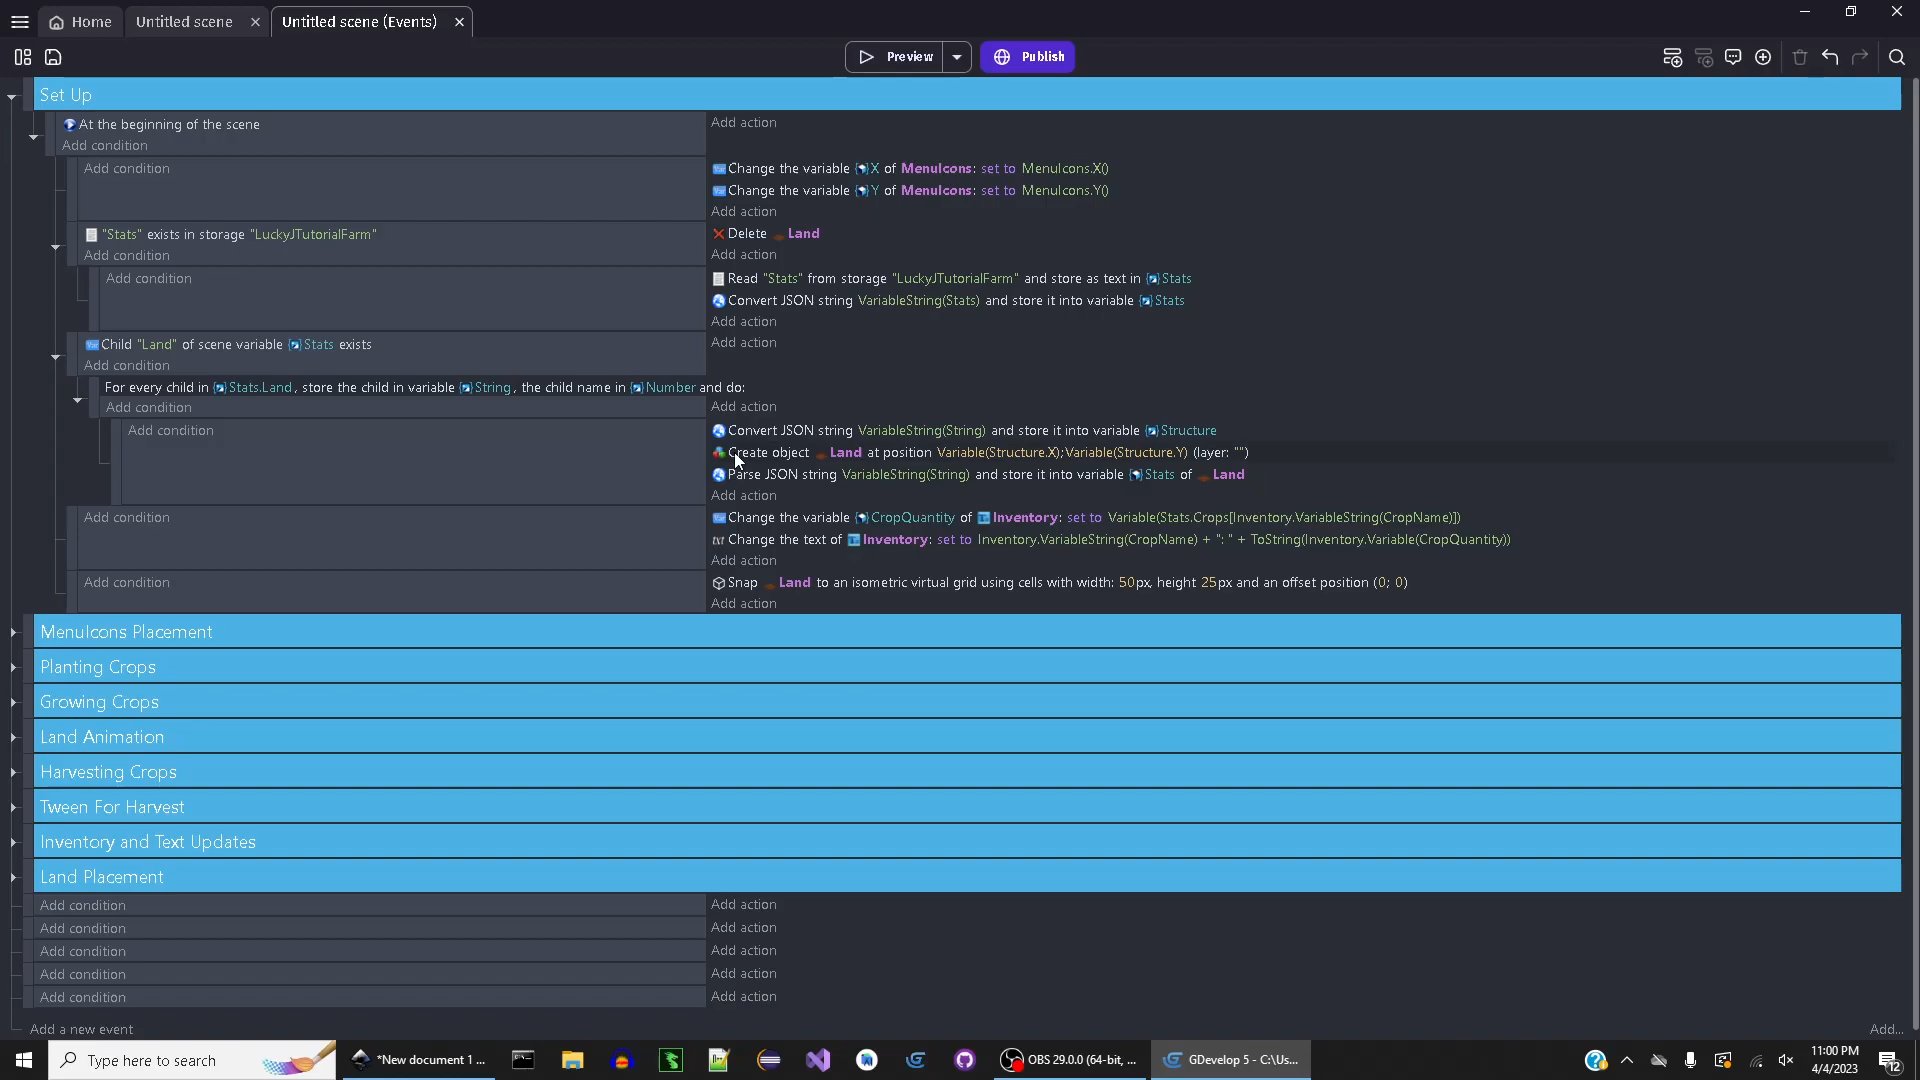 Home
Untitled scene
Untitled scene (Events)
Preview
Publish
Set Up
At the beginning of the scene
Add action
Add condition
Add condition
Change the variable X of MenuIcons: set to MenuIcons.X()
Change the variable Y of MenuIcons: set to MenuIcons.Y()
Add action
"Stats" exists in storage "LuckyJTutorialFarm"
Delete Land
Add condition
Add action
Add condition
Read "Stats" from storage "LuckyJTutorialFarm" and store as text in Stats
Convert JSON string VariableString(Stats) and store it into variable Stats
Add action
Child "Land" of scene variable Stats exists
Add action
Add condition
For every child in Stats.Land, store the child in variable String, the child name in Number and do:
Add condition
Add action
Add condition
Convert JSON string VariableString(String) and store it into variable Structure
Create object Land at position Variable(Structure.X);Variable(Structure.Y) (layer: "")
Parse JSON string VariableString(String) and store it into variable Stats of Land
Add action
Add condition
Change the variable CropQuantity of Inventory: set to Variable(Stats.Crops[Inventory.VariableString(CropName)])
Change the text of Inventory: set to Inventory.VariableString(CropName) + ": " + ToString(Inventory.Variable(CropQuantity))
Add action
Add condition
Snap Land to an isometric virtual grid using cells with width: 50px, height 25px and an offset position (0; 0)
Add action
MenuIcons Placement
Planting Crops
Growing Crops
Land Animation
Harvesting Crops
Tween For Harvest
Inventory and Text Updates
Land Placement
Add condition
Add action
Add condition
Add action
Add condition
Add action
Add condition
Add action
Add condition
Add action
Add a new event
Add...
Type here to search
*New document 1 ...
OBS 29.0.0 (64-bit, ...
GDevelop 5 - C:\Us...
11:00 PM
4/4/2023
12